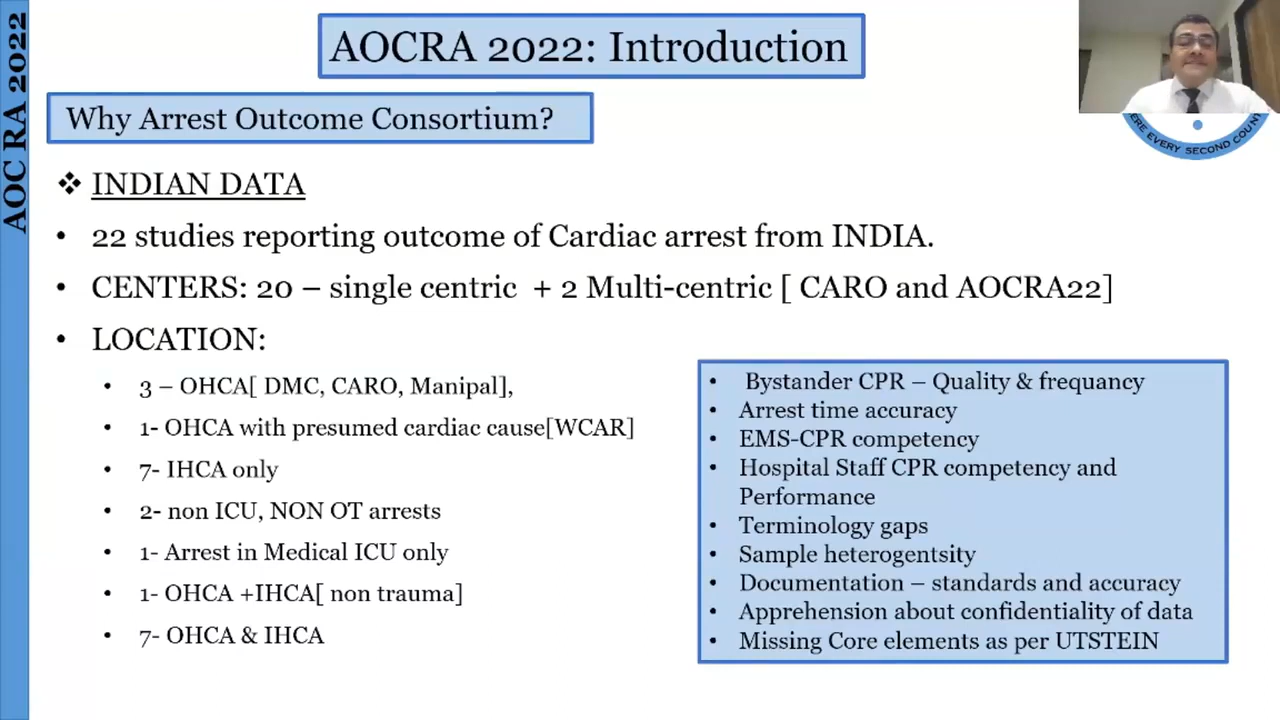 AOCRA 2022: Introduction
AOC RA 2022
Why Arrest Outcome Consortium?
ERE EVERY SECOND COUNT
❖ INDIAN DATA
• 22 studies reporting outcome of Cardiac arrest from INDIA.
• CENTERS: 20 – single centric + 2 Multi-centric [ CARO and AOCRA22]
• LOCATION:
• 3 – OHCA[ DMC, CARO, Manipal],
• 1- OHCA with presumed cardiac cause[WCAR]
• 7- IHCA only
• 2- non ICU, NON OT arrests
• 1- Arrest in Medical ICU only
• 1- OHCA +IHCA[ non trauma]
• 7- OHCA & IHCA
• Bystander CPR – Quality & frequancy
• Arrest time accuracy
• EMS-CPR competency
• Hospital Staff CPR competency and
Performance
• Terminology gaps
• Sample heterogentsity
• Documentation – standards and accuracy
• Apprehension about confidentiality of data
• Missing Core elements as per UTSTEIN